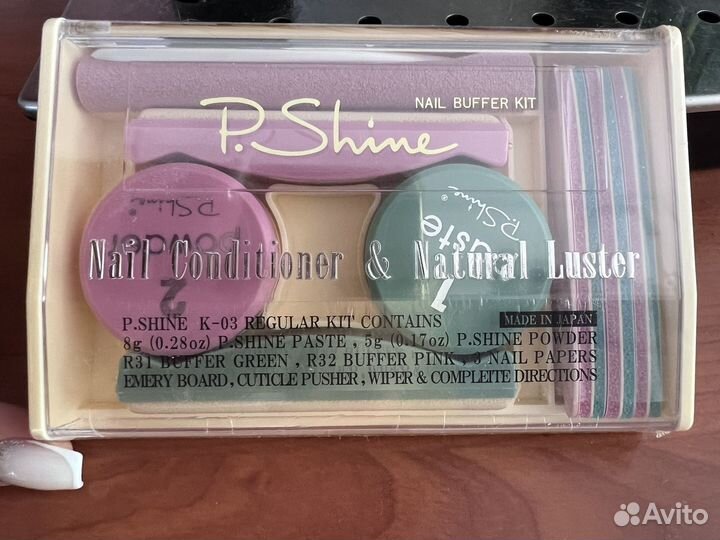 NAIL BUFFER KIT
P.Shine
P.Shine
powder
2
P.Shine
paste
1
Nail Conditioner & Natural Luster
P.SHINE K-03 REGULAR KIT CONTAINS MADE IN JAPAN
8g (0.28oz) P.SHINE PASTE , 5g (0.17oz) P.SHINE POWDER
R31 BUFFER GREEN , R32 BUFFER PINK , 3 NAIL PAPERS
EMERY BOARD , CUTICLE PUSHER , WIPER & COMPLEITE DIRECTIONS
Avito